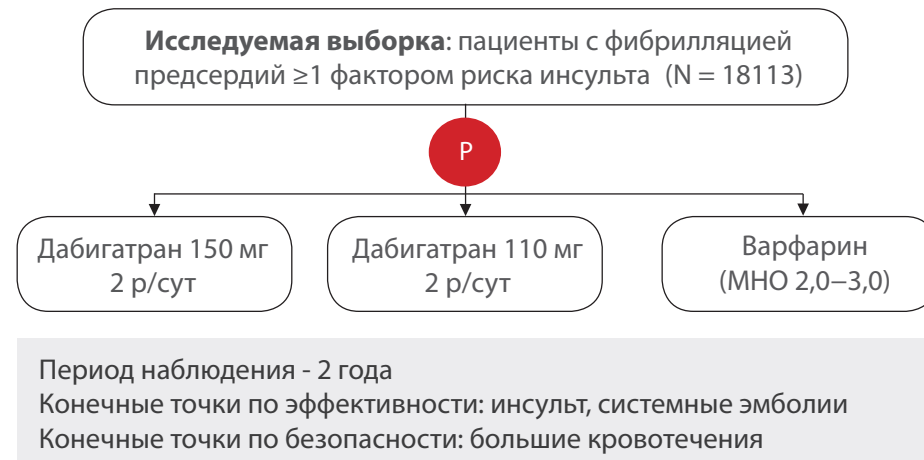 Исследуемая выборка: пациенты с фибрилляцией
предсердий ≥1 фактором риска инсульта (N = 18113)
Р
Дабигатран 150 мг
2 р/сут
Дабигатран 110 мг
2 р/сут
Варфарин
(МНО 2,0−3,0)
Период наблюдения - 2 года
Конечные точки по эффективности: инсульт, системные эмболии
Конечные точки по безопасности: большие кровотечения